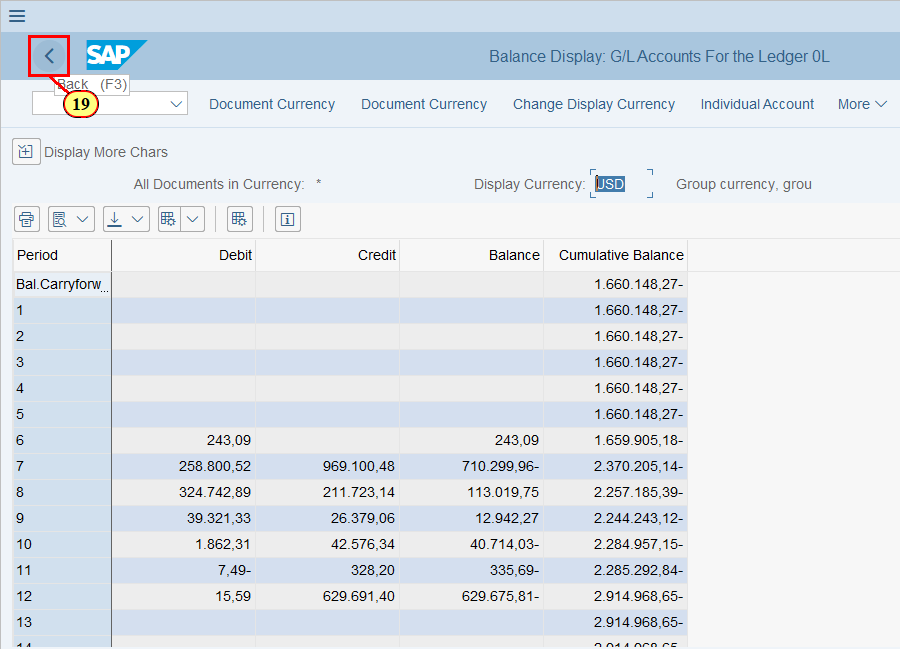 SAP
Balance Display: G/L Accounts For the Ledger 0L
Back (F3)
19
Document Currency Document Currency Change Display Currency Individual Account More
Display More Chars
All Documents in Currency: * Display Currency: USD Group currency, grou
Period Debit Credit Balance Cumulative Balance
Bal.Carryforw... 1.660.148,27-
1 1.660.148,27-
2 1.660.148,27-
3 1.660.148,27-
4 1.660.148,27-
5 1.660.148,27-
6 243,09 243,09 1.659.905,18-
7 258.800,52 969.100,48 710.299,96- 2.370.205,14-
8 324.742,89 211.723,14 113.019,75 2.257.185,39-
9 39.321,33 26.379,06 12.942,27 2.244.243,12-
10 1.862,31 42.576,34 40.714,03- 2.284.957,15-
11 7,49- 328,20 335,69- 2.285.292,84-
12 15,59 629.691,40 629.675,81- 2.914.968,65-
13 2.914.968,65-
14 2.914.968,65-